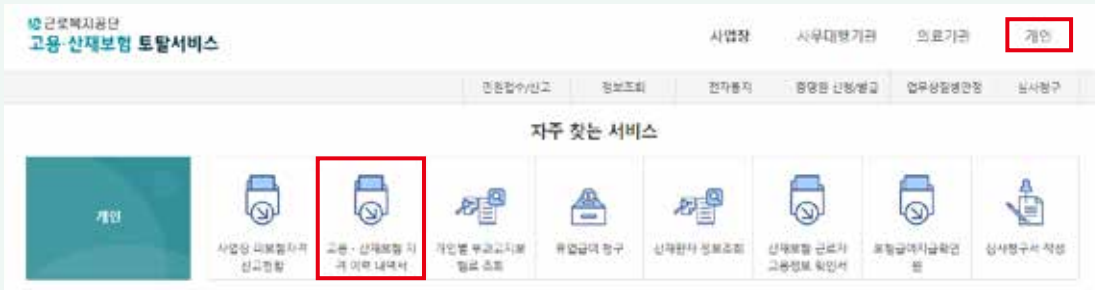 근로복지공단
고용·산재보험 토탈서비스
사업장 사무대행기관 의료기관 개인
민원접수/신고 정보조회 전자통지 증명원 신청/발급 업무상질병안정 심사청구
자주 찾는 서비스
개인
사업장 피보험자격
신고현황
고용·산재보험 자
격 이력 내역서
개인별 부과고지보
험료 조회
휴업급여 청구
산재환자 정보조회
산재보험 근로자
고용정보 확인서
보험급여지급확인
원
심사청구서 작성